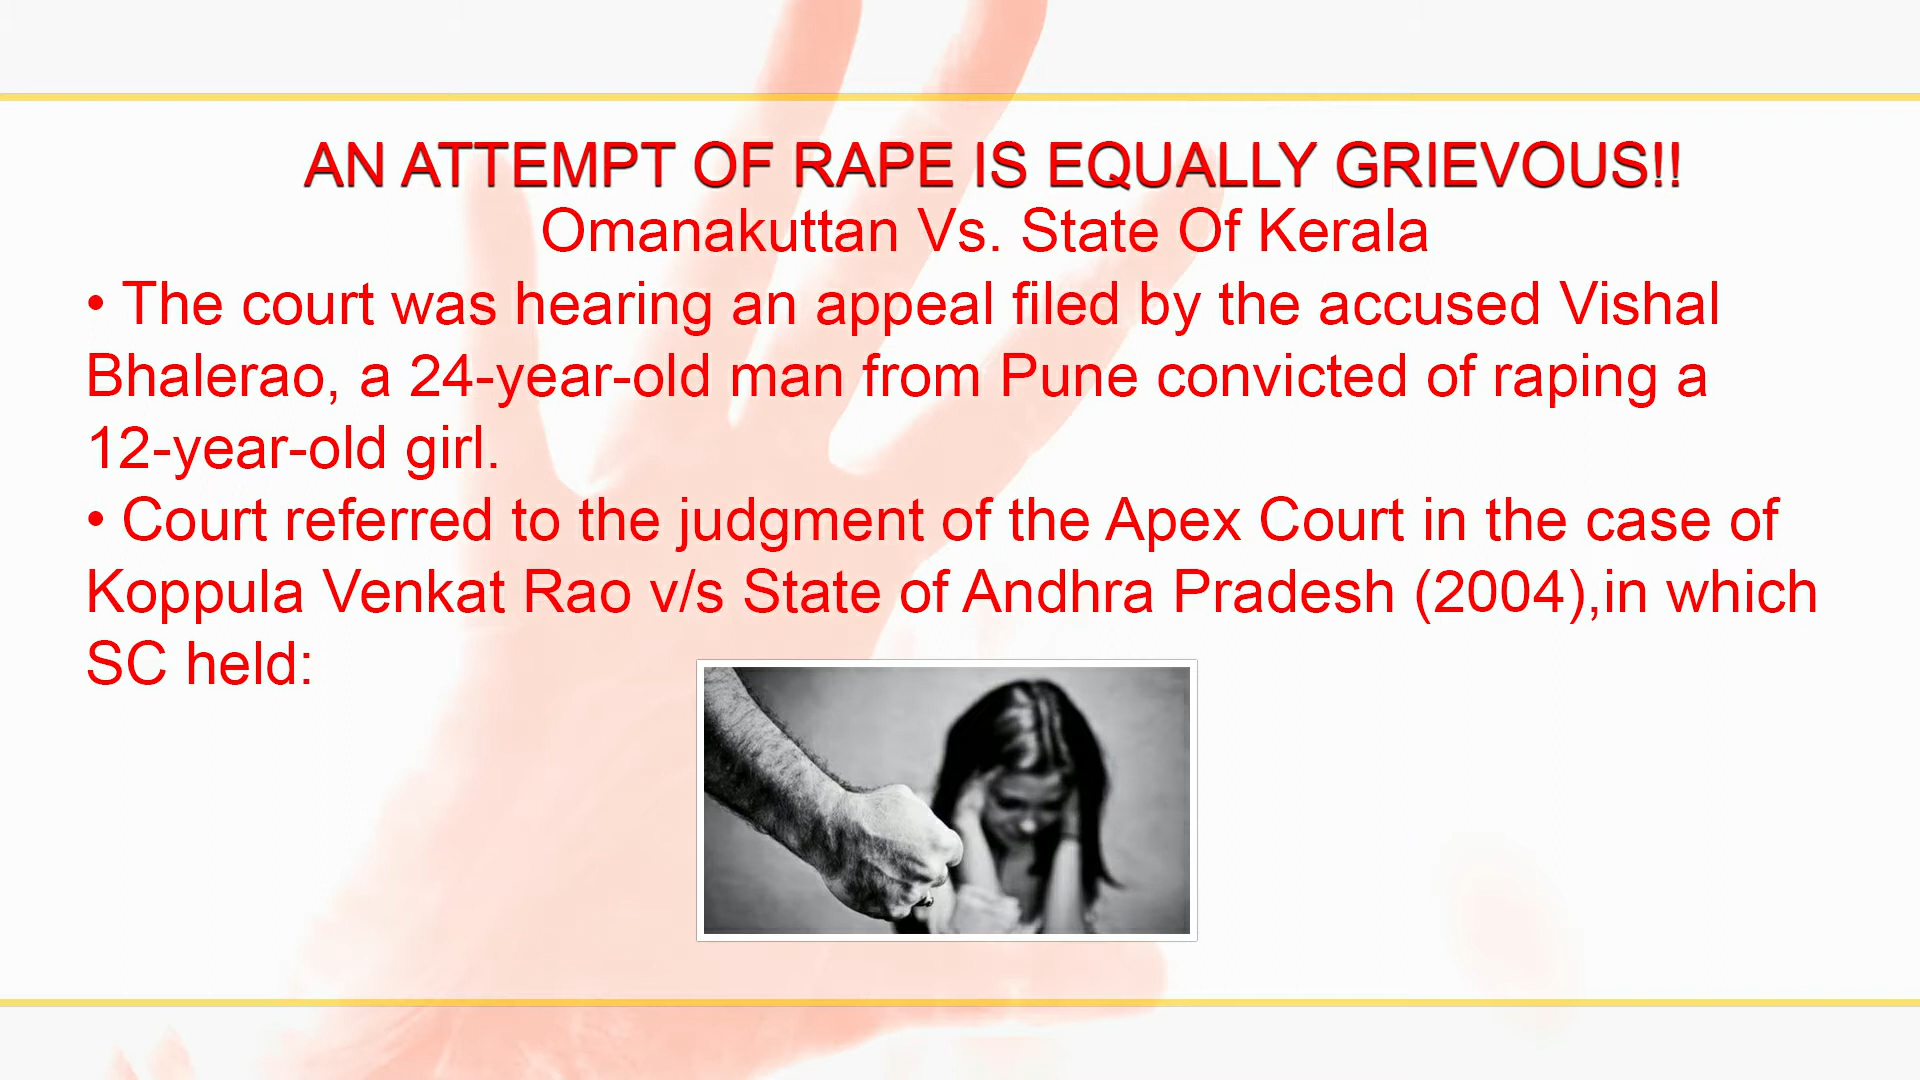 AN ATTEMPT OF RAPE IS EQUALLY GRIEVOUS!!
Omanakuttan Vs. State Of Kerala
• The court was hearing an appeal filed by the accused Vishal
Bhalerao, a 24-year-old man from Pune convicted of raping a
12-year-old girl.
• Court referred to the judgment of the Apex Court in the case of
Koppula Venkat Rao v/s State of Andhra Pradesh (2004),in which
SC held: